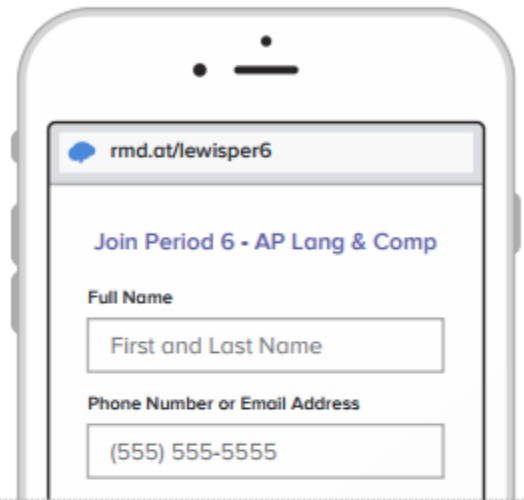 rmd.at/lewisper6
Join Period 6 - AP Lang & Comp
Full Name
First and Last Name
Phone Number or Email Address
(555) 555-5555